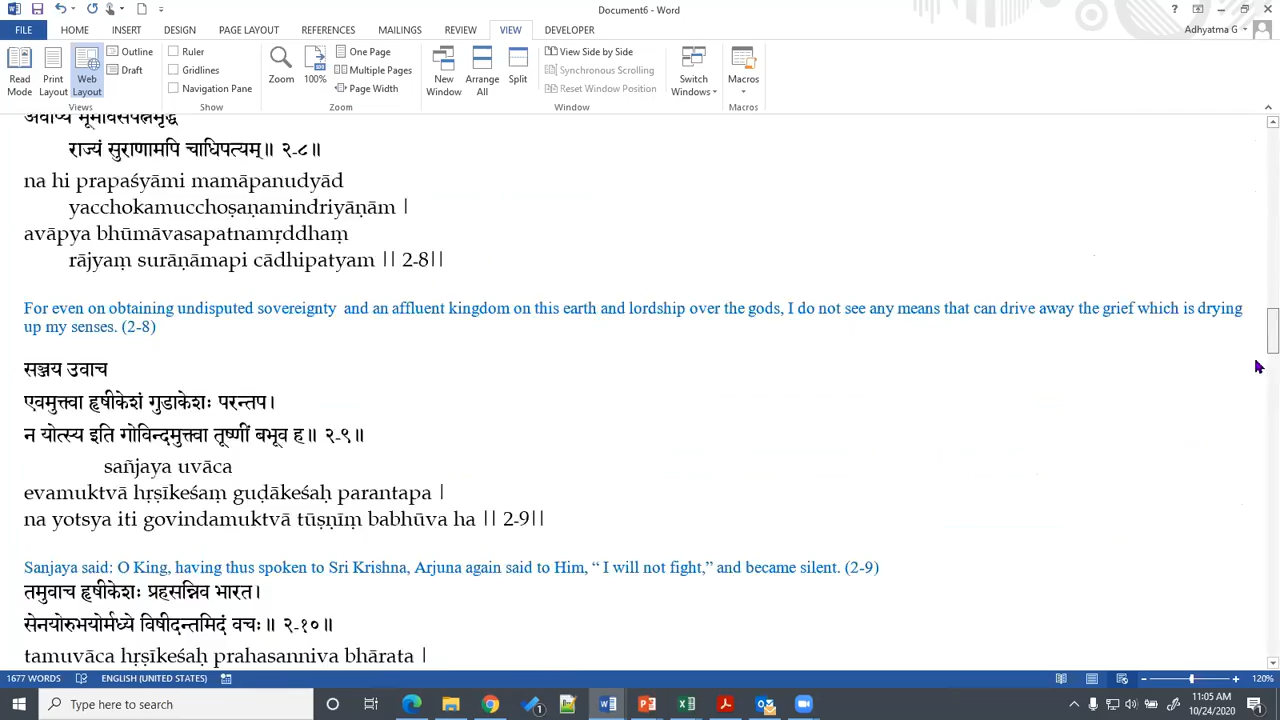 Document6 - Word
FILE HOME INSERT DESIGN PAGE LAYOUT REFERENCES MAILINGS REVIEW VIEW DEVELOPER
Adhyatma G
Read Mode
Print Layout
Web Layout
Outline
Draft
Views
Ruler
Gridlines
Navigation Pane
Show
Zoom
100%
One Page
Multiple Pages
Page Width
Zoom
New Window
Arrange All
Split
View Side by Side
Synchronous Scrolling
Reset Window Position
Window
Switch Windows
Macros
Macros
अवाप्य भूमावसपत्नमृद्धं
राज्यं सुराणामपि चाधिपत्यम्॥ २-८॥
na hi prapaśyāmi mamāpanudyād
yacchokamucchoṣaṇamindriyāṇām |
avāpya bhūmāvasapatnamṛddhaṃ
rājyaṃ surāṇāmapi cādhipatyam || 2-8||
For even on obtaining undisputed sovereignty and an affluent kingdom on this earth and lordship over the gods, I do not see any means that can drive away the grief which is drying
up my senses. (2-8)
सञ्जय उवाच
एवमुक्त्वा हृषीकेशं गुडाकेशः परन्तप।
न योत्स्य इति गोविन्दमुक्त्वा तूष्णीं बभूव ह॥ २-९॥
sañjaya uvāca
evamuktvā hṛṣīkeśaṃ guḍākeśaḥ parantapa |
na yotsya iti govindamuktvā tūṣṇīṃ babhūva ha || 2-9||
Sanjaya said: O King, having thus spoken to Sri Krishna, Arjuna again said to Him, “ I will not fight,” and became silent. (2-9)
तमुवाच हृषीकेशः प्रहसन्निव भारत।
सेनयोरुभयोर्मध्ये विषीदन्तमिदं वचः॥ २-१०॥
tamuvāca hṛṣīkeśaḥ prahasanniva bhārata |
1677 WORDS ENGLISH (UNITED STATES) 120%
Type here to search
11:05 AM
10/24/2020